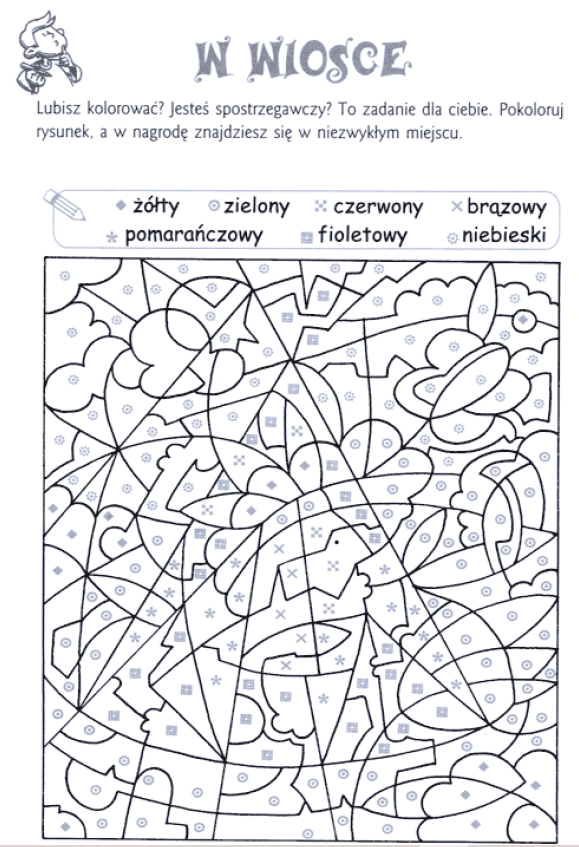 W WIOSCE
Lubisz kolorować? Jesteś spostrzegawczy? To zadanie dla ciebie. Pokoloruj
rysunek, a w nagrodę znajdziesz się w niezwykłym miejscu.
żółty zielony czerwony brązowy
pomarańczowy fioletowy niebieski